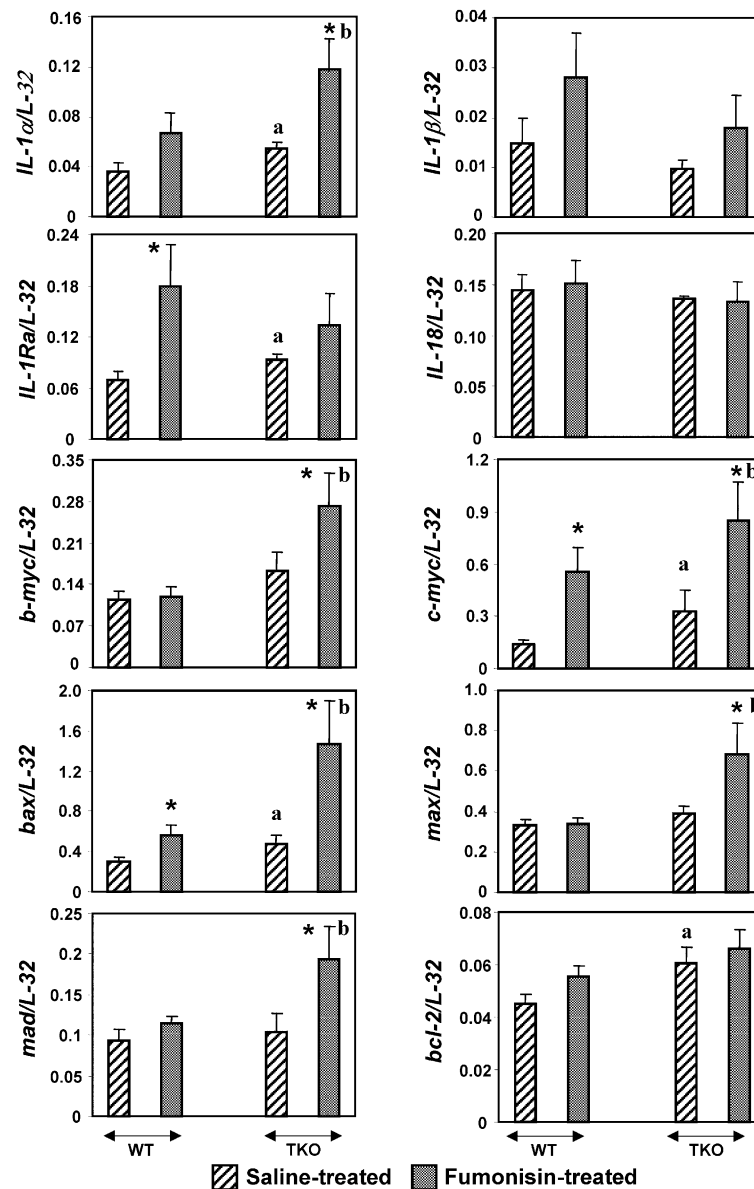 IL-1α/L-32
0.16
0.12
0.08
0.04
0
a
* b
IL-1β/L-32
0.04
0.03
0.02
0.01
0
IL-1Ra/L-32
0.24
0.18
0.12
0.06
0
*
a
IL-18/L-32
0.20
0.15
0.10
0.05
0
b-myc/L-32
0.35
0.28
0.21
0.14
0.07
0
* b
c-myc/L-32
1.2
0.9
0.6
0.3
0
*
a
* b
bax/L-32
2.0
1.6
1.2
0.8
0.4
0
*
a
* b
max/L-32
1.0
0.8
0.6
0.4
0.2
0
*
mad/L-32
0.25
0.2
0.15
0.1
0.05
0
* b
bcl-2/L-32
0.08
0.06
0.04
0.02
0
a
WT
TKO
WT
TKO
Saline-treated
Fumonisin-treated